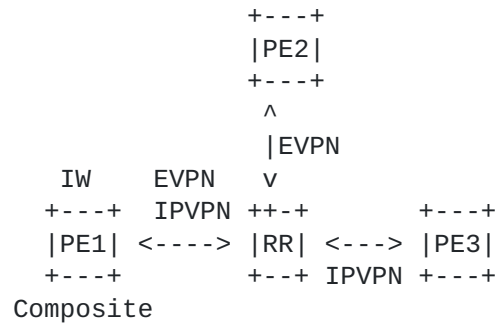 +---+
|PE2|
+---+
^
|EVPN
IW EVPN v
+---+ IPVPN ++-+ +---+
|PE1| <----> |RR| <---> |PE3|
+---+ +--+ IPVPN +---+
Composite